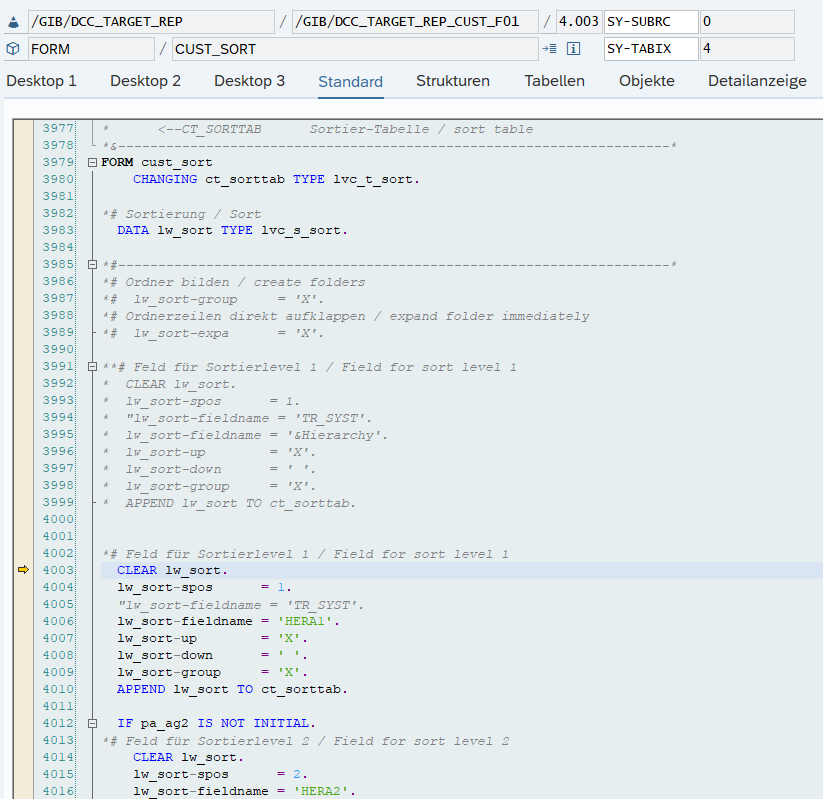 /GIB/DCC_TARGET_REP / /GIB/DCC_TARGET_REP_CUST_F01 / 4.003 SY-SUBRC 0
FORM / CUST_SORT SY-TABIX 4
Desktop 1 Desktop 2 Desktop 3 Standard Strukturen Tabellen Objekte Detailanzeige
3977 *      <--CT_SORTTAB      Sortier-Tabelle / sort table
3978 *&---------------------------------------------------------------------*
3979 FORM cust_sort
3980     CHANGING ct_sorttab TYPE lvc_t_sort.
3981
3982 *# Sortierung / Sort
3983   DATA lw_sort TYPE lvc_s_sort.
3984
3985 *#---------------------------------------------------------------------*
3986 *# Ordner bilden / create folders
3987 *#  lw_sort-group     = 'X'.
3988 *# Ordnerzeilen direkt aufklappen / expand folder immediately
3989 *#  lw_sort-expa      = 'X'.
3990
3991 **# Feld für Sortierlevel 1 / Field for sort level 1
3992 *  CLEAR lw_sort.
3993 *  lw_sort-spos      = 1.
3994 *  "lw_sort-fieldname = 'TR_SYST'.
3995 *  lw_sort-fieldname = '&Hierarchy'.
3996 *  lw_sort-up        = 'X'.
3997 *  lw_sort-down      = ' '.
3998 *  lw_sort-group     = 'X'.
3999 *  APPEND lw_sort TO ct_sorttab.
4000
4001
4002 *# Feld für Sortierlevel 1 / Field for sort level 1
4003   CLEAR lw_sort.
4004   lw_sort-spos      = 1.
4005   "lw_sort-fieldname = 'TR_SYST'.
4006   lw_sort-fieldname = 'HERA1'.
4007   lw_sort-up        = 'X'.
4008   lw_sort-down      = ' '.
4009   lw_sort-group     = 'X'.
4010   APPEND lw_sort TO ct_sorttab.
4011
4012   IF pa_ag2 IS NOT INITIAL.
4013 *# Feld für Sortierlevel 2 / Field for sort level 2
4014     CLEAR lw_sort.
4015     lw_sort-spos      = 2.
4016     lw_sort-fieldname = 'HERA2'.